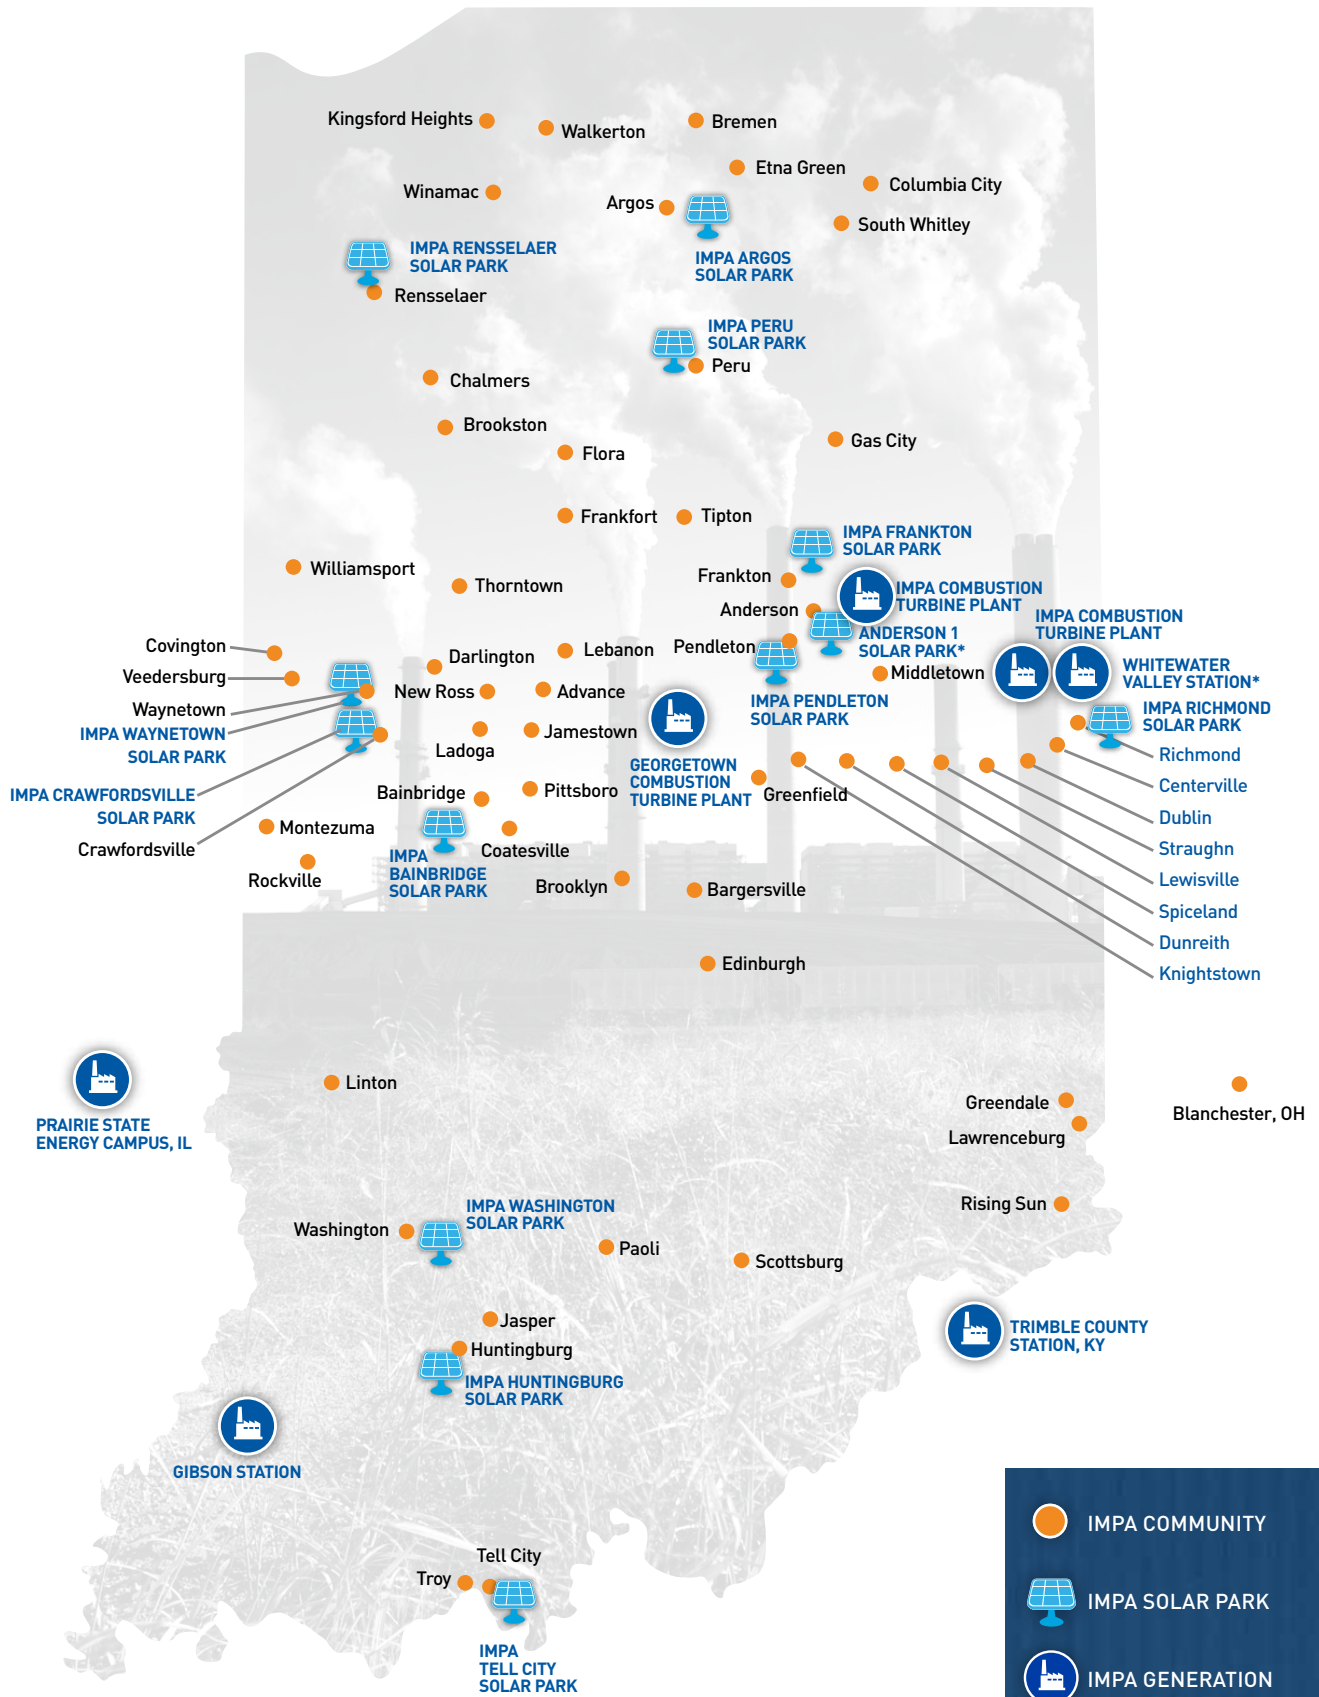 Kingsford Heights
Walkerton
Bremen
Etna Green
Columbia City
Winamac
Argos
South Whitley
IMPA RENSSELAER
SOLAR PARK
Rensselaer
IMPA ARGOS
SOLAR PARK
IMPA PERU
SOLAR PARK
Peru
Chalmers
Brookston
Flora
Gas City
Frankfort
Tipton
IMPA FRANKTON
SOLAR PARK
Williamsport
Thorntown
Frankton
IMPA COMBUSTION
TURBINE PLANT
Anderson
IMPA COMBUSTION
TURBINE PLANT
ANDERSON 1
SOLAR PARK*
Covington
Darlington
Lebanon
Pendleton
Middletown
WHITEWATER
VALLEY STATION*
Veedersburg
New Ross
Advance
IMPA PENDLETON
SOLAR PARK
Waynetown
IMPA WAYNETOWN
SOLAR PARK
Ladoga
Jamestown
IMPA RICHMOND
SOLAR PARK
Richmond
GEORGETOWN
COMBUSTION
TURBINE PLANT
Greenfield
Centerville
IMPA CRAWFORDSVILLE
SOLAR PARK
Bainbridge
Pittsboro
Dublin
Montezuma
Crawfordsville
Coatesville
Straughn
IMPA
BAINBRIDGE
SOLAR PARK
Rockville
Brooklyn
Bargersville
Lewisville
Spiceland
Dunreith
Knightstown
Edinburgh
Linton
PRAIRIE STATE
ENERGY CAMPUS, IL
Greendale
Blanchester, OH
Lawrenceburg
Rising Sun
IMPA WASHINGTON
SOLAR PARK
Washington
Paoli
Scottsburg
Jasper
Huntingburg
TRIMBLE COUNTY
STATION, KY
IMPA HUNTINGBURG
SOLAR PARK
GIBSON STATION
Tell City
Troy
IMPA
TELL CITY
SOLAR PARK
IMPA COMMUNITY
IMPA SOLAR PARK
IMPA GENERATION